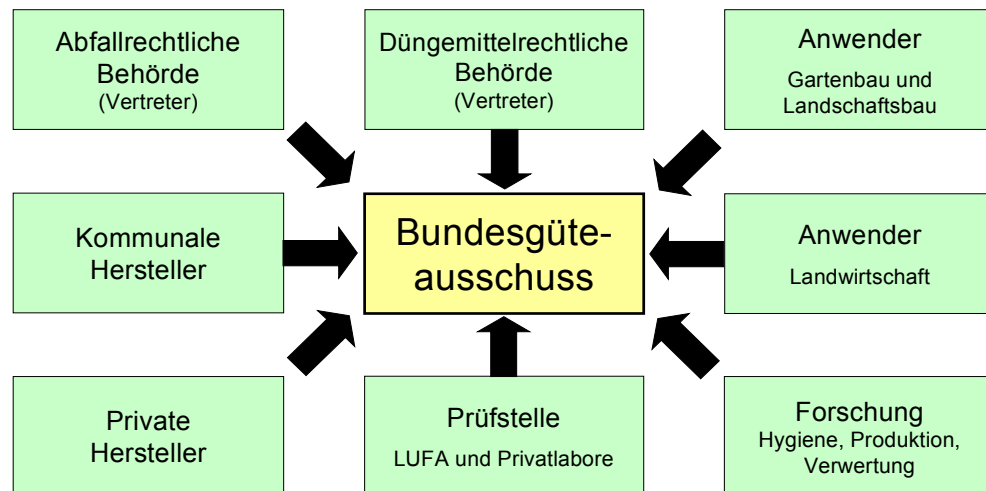 Abfallrechtliche
Behörde
(Vertreter)
Düngemittelrechtliche
Behörde
(Vertreter)
Anwender
Gartenbau und
Landschaftsbau
Kommunale
Hersteller
Bundesgüte-
ausschuss
Anwender
Landwirtschaft
Private
Hersteller
Prüfstelle
LUFA und Privatlabore
Forschung
Hygiene, Produktion,
Verwertung